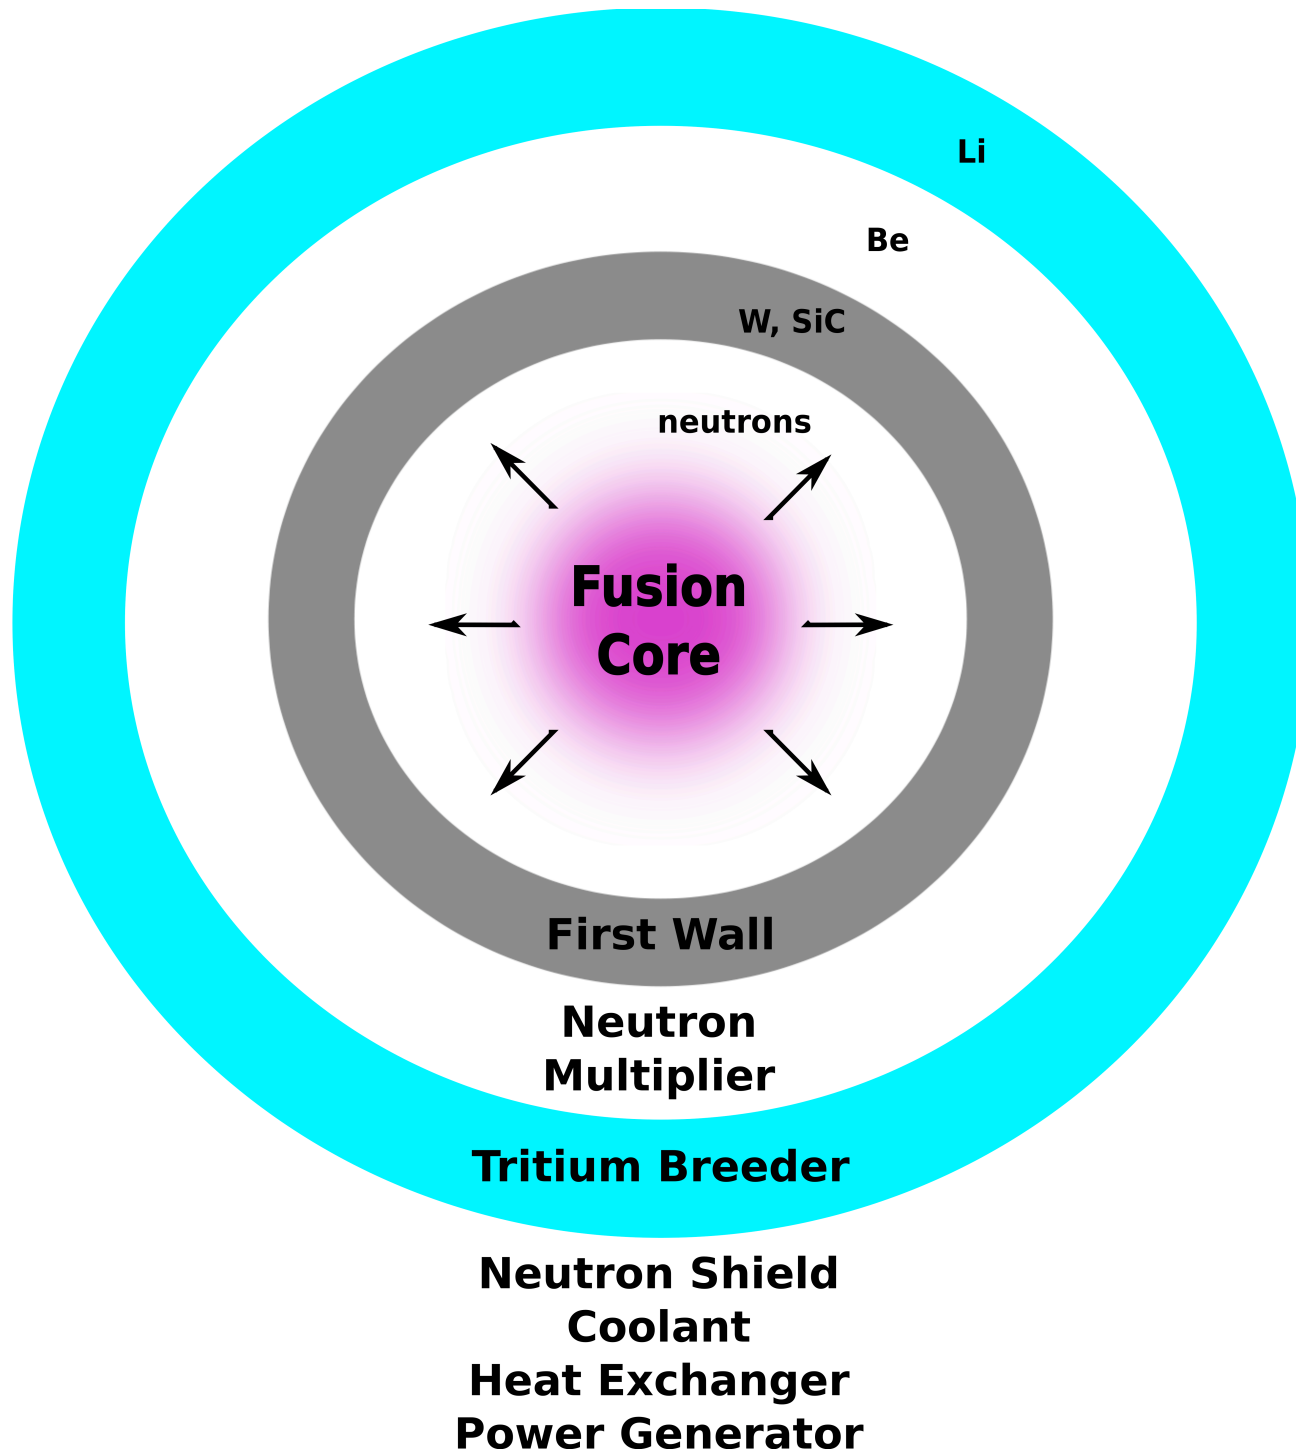 Li
Be
W, SiC
neutrons
Fusion
Core
First Wall
Neutron
Multiplier
Tritium Breeder
Neutron Shield
Coolant
Heat Exchanger
Power Generator